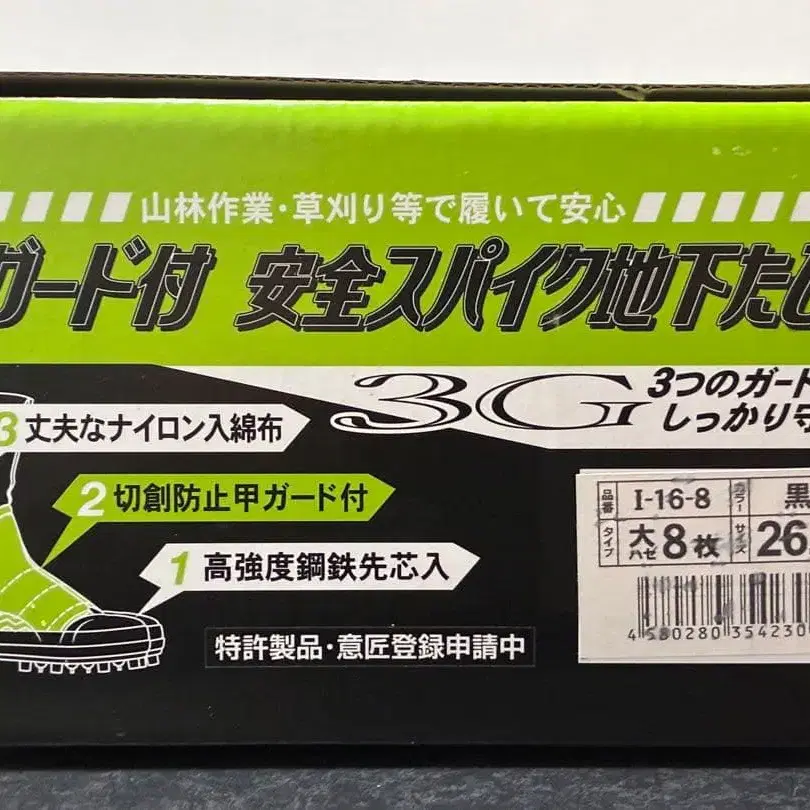 山林作業・草刈り等で履いて安心
ガード付 安全スパイク地下た
3G
3つのガード
しっかり守
3 丈夫なナイロン入綿布
2 切創防止甲ガード付
1 高強度鋼鉄先芯入
特許製品・意匠登録申請中
品番 I-16-8 カラー 黒
タイプ 大ハゼ 8枚 サイズ 26.
4 580280 354230